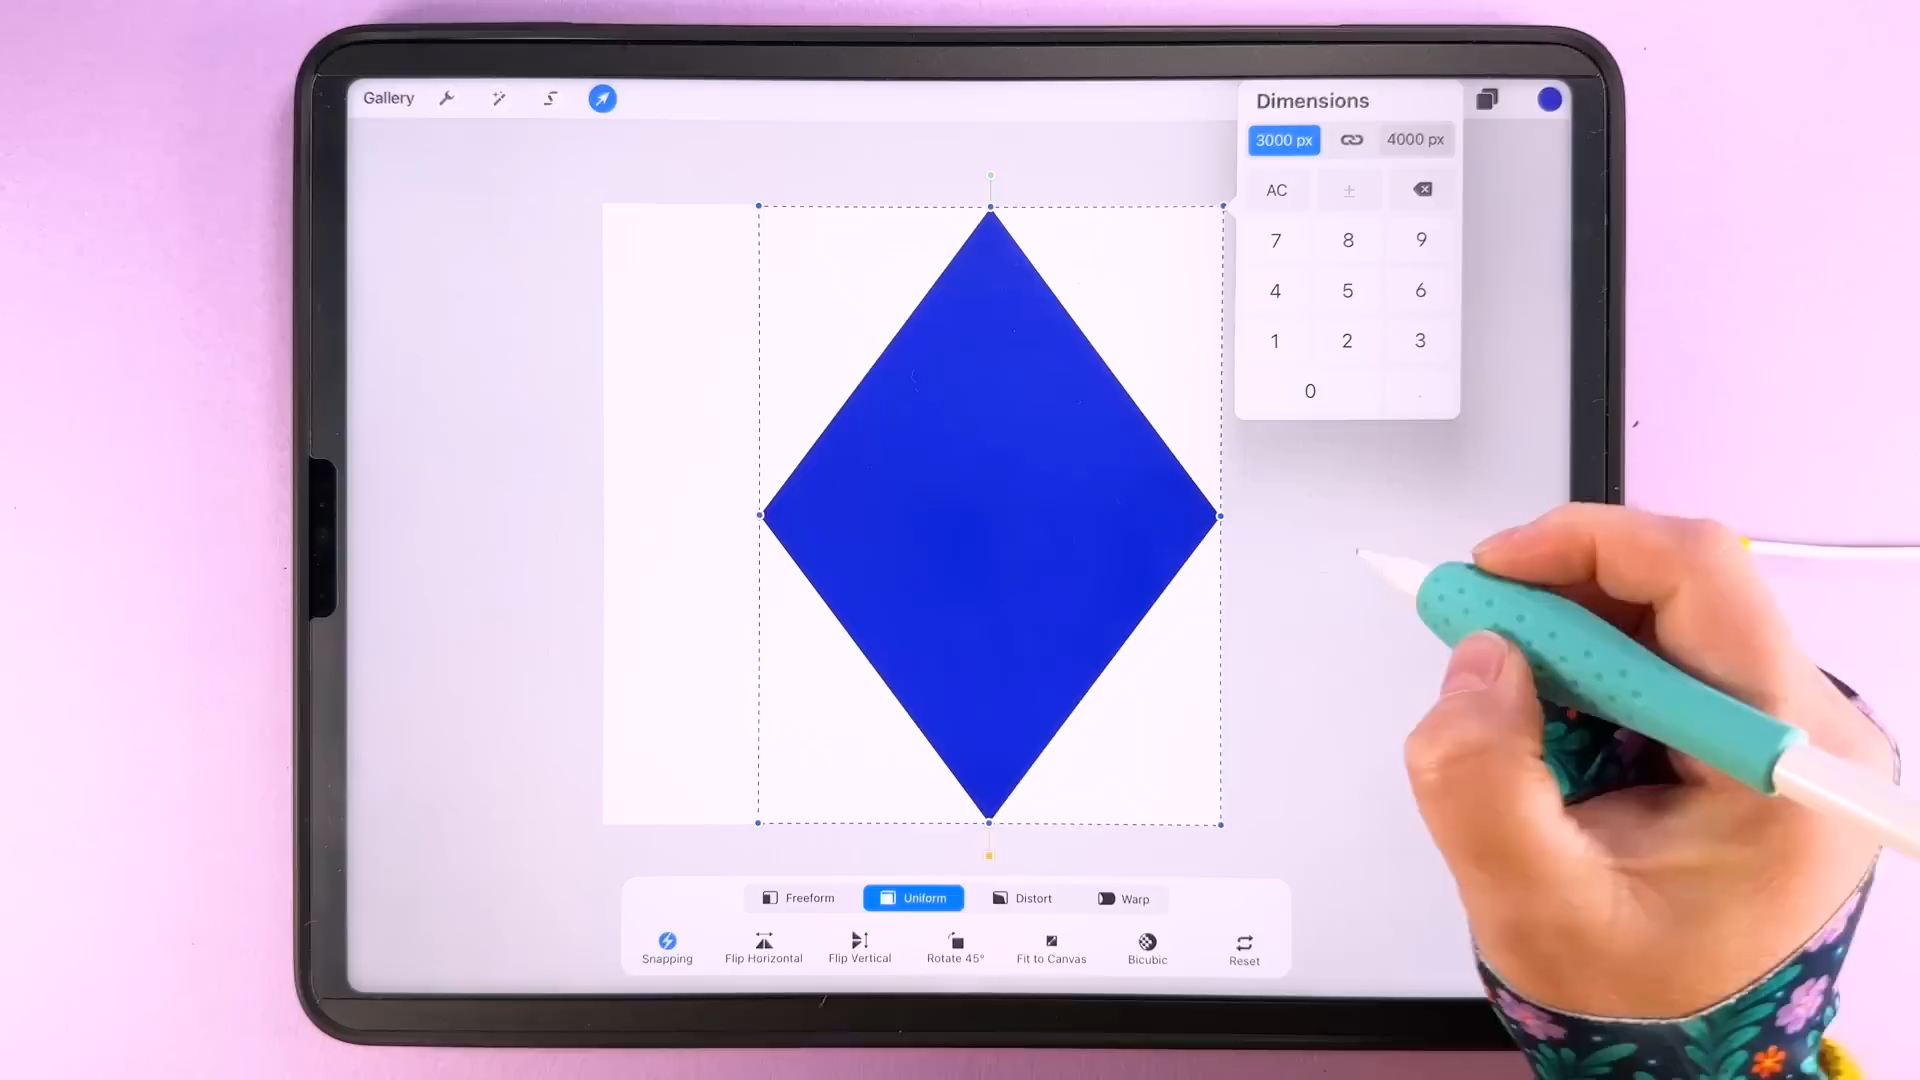 Gallery
Dimensions
3000 px 4000 px
AC ±
7 8 9
4 5 6
1 2 3
0 .
Freeform Uniform Distort Warp
Snapping Flip Horizontal Flip Vertical Rotate 45° Fit to Canvas Bicubic Reset